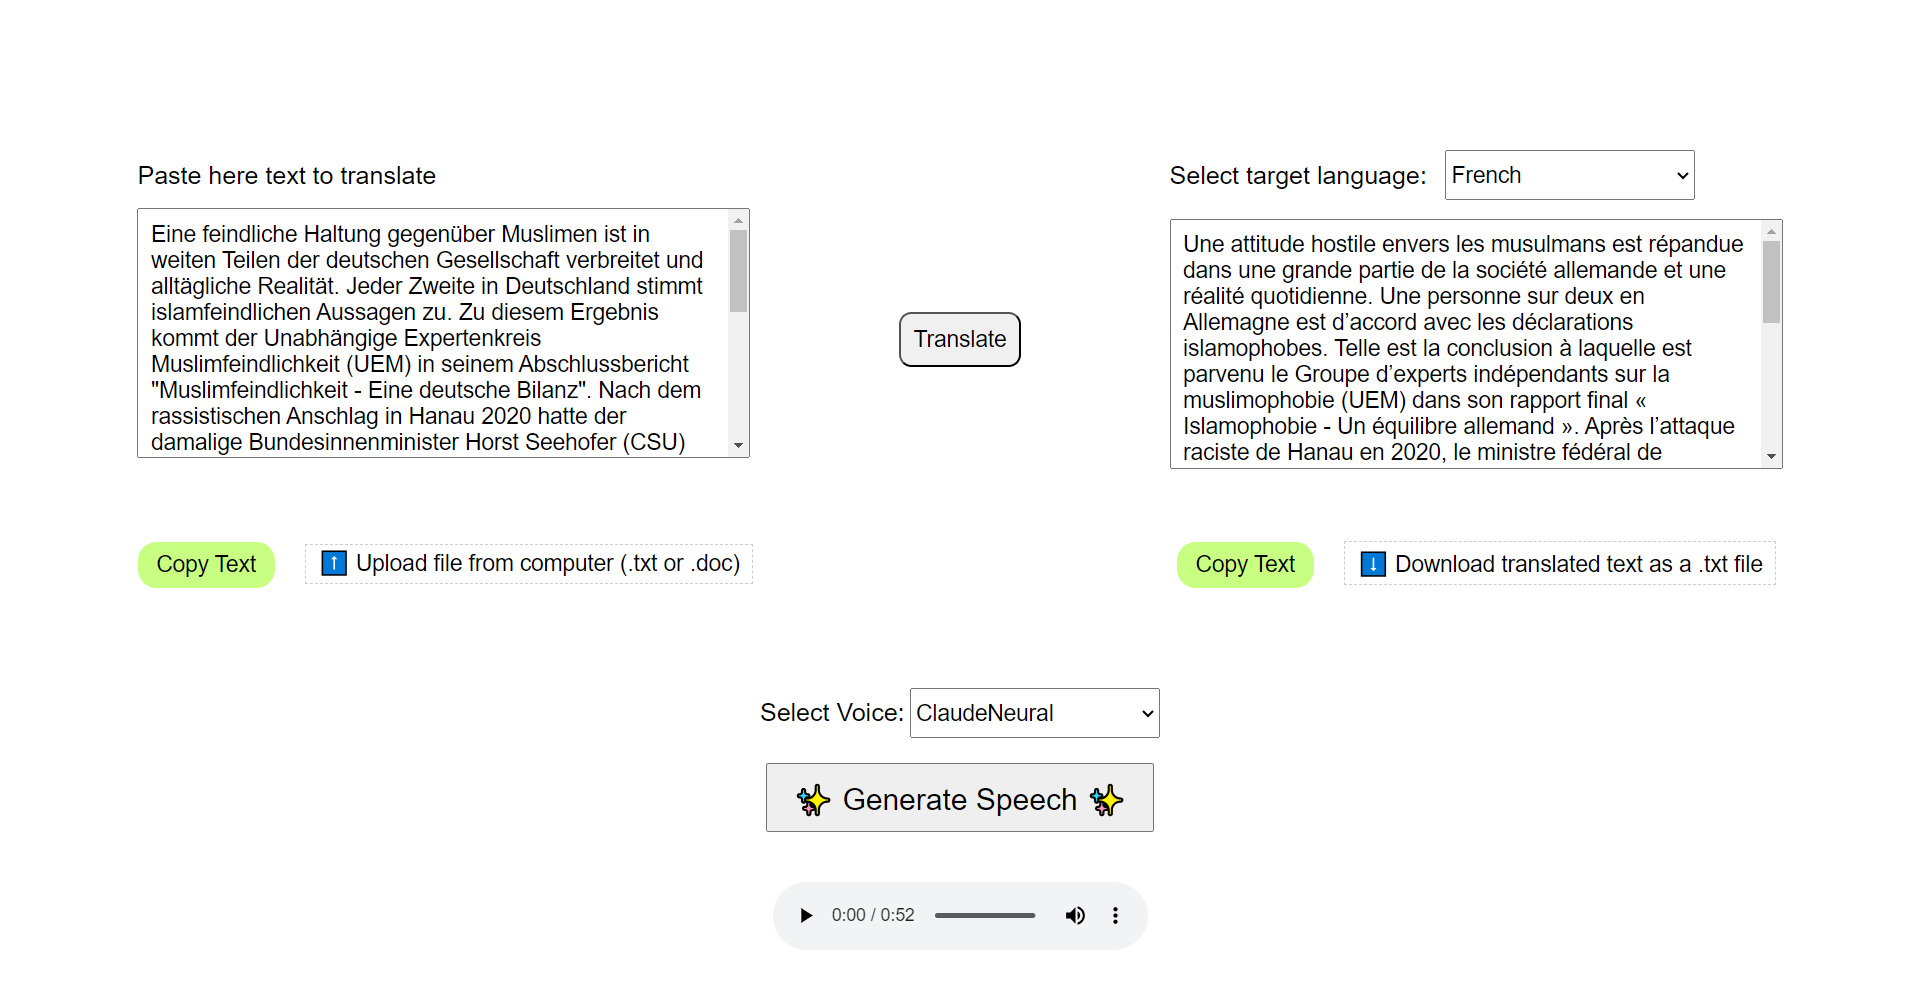 Paste here text to translate
Eine feindliche Haltung gegenüber Muslimen ist in
weiten Teilen der deutschen Gesellschaft verbreitet und
alltägliche Realität. Jeder Zweite in Deutschland stimmt
islamfeindlichen Aussagen zu. Zu diesem Ergebnis
kommt der Unabhängige Expertenkreis
Muslimfeindlichkeit (UEM) in seinem Abschlussbericht
"Muslimfeindlichkeit - Eine deutsche Bilanz". Nach dem
rassistischen Anschlag in Hanau 2020 hatte der
damalige Bundesinnenminister Horst Seehofer (CSU)
Copy Text
Upload file from computer (.txt or .doc)
Translate
Select target language:
French
Une attitude hostile envers les musulmans est répandue
dans une grande partie de la société allemande et une
réalité quotidienne. Une personne sur deux en
Allemagne est d’accord avec les déclarations
islamophobes. Telle est la conclusion à laquelle est
parvenu le Groupe d’experts indépendants sur la
muslimophobie (UEM) dans son rapport final «
Islamophobie - Un équilibre allemand ». Après l’attaque
raciste de Hanau en 2020, le ministre fédéral de
Copy Text
Download translated text as a .txt file
Select Voice:
ClaudeNeural
✨ Generate Speech ✨
0:00 / 0:52